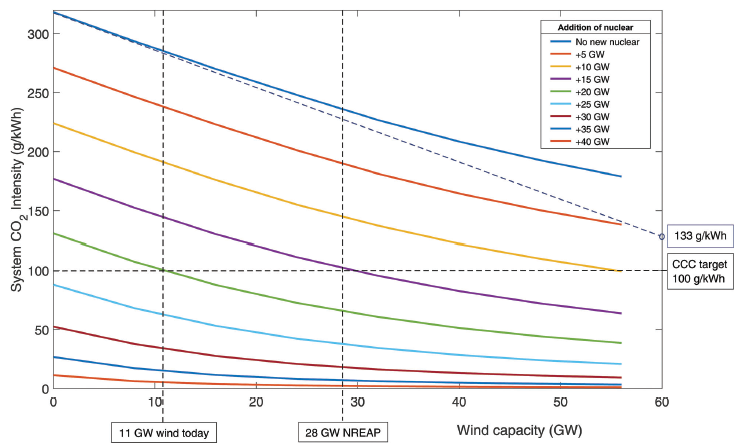 System CO2 Intensity (g/kWh)
300
250
200
150
100
50
0
Addition of nuclear
No new nuclear
+5 GW
+10 GW
+15 GW
+20 GW
+25 GW
+30 GW
+35 GW
+40 GW
133 g/kWh
CCC target
100 g/kWh
0 10 20 30 40 50 60
11 GW wind today
28 GW NREAP
Wind capacity (GW)